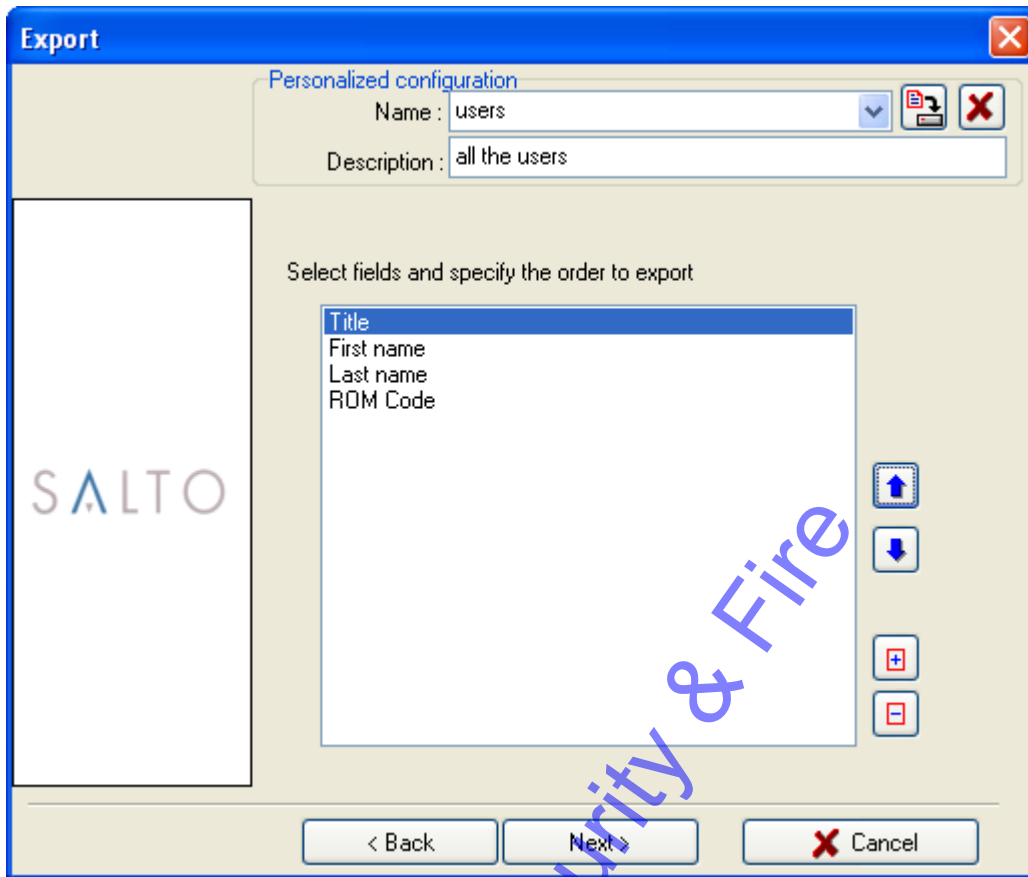 Export
Personalized configuration
Name : users
Description : all the users
Select fields and specify the order to export
Title
First name
Last name
ROM Code
SALTO
& Fire
< Back
Next >
Cancel